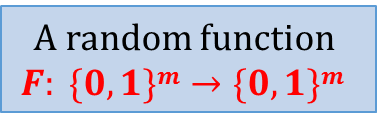 A random function
F: {0,1}ᵐ → {0,1}ᵐ